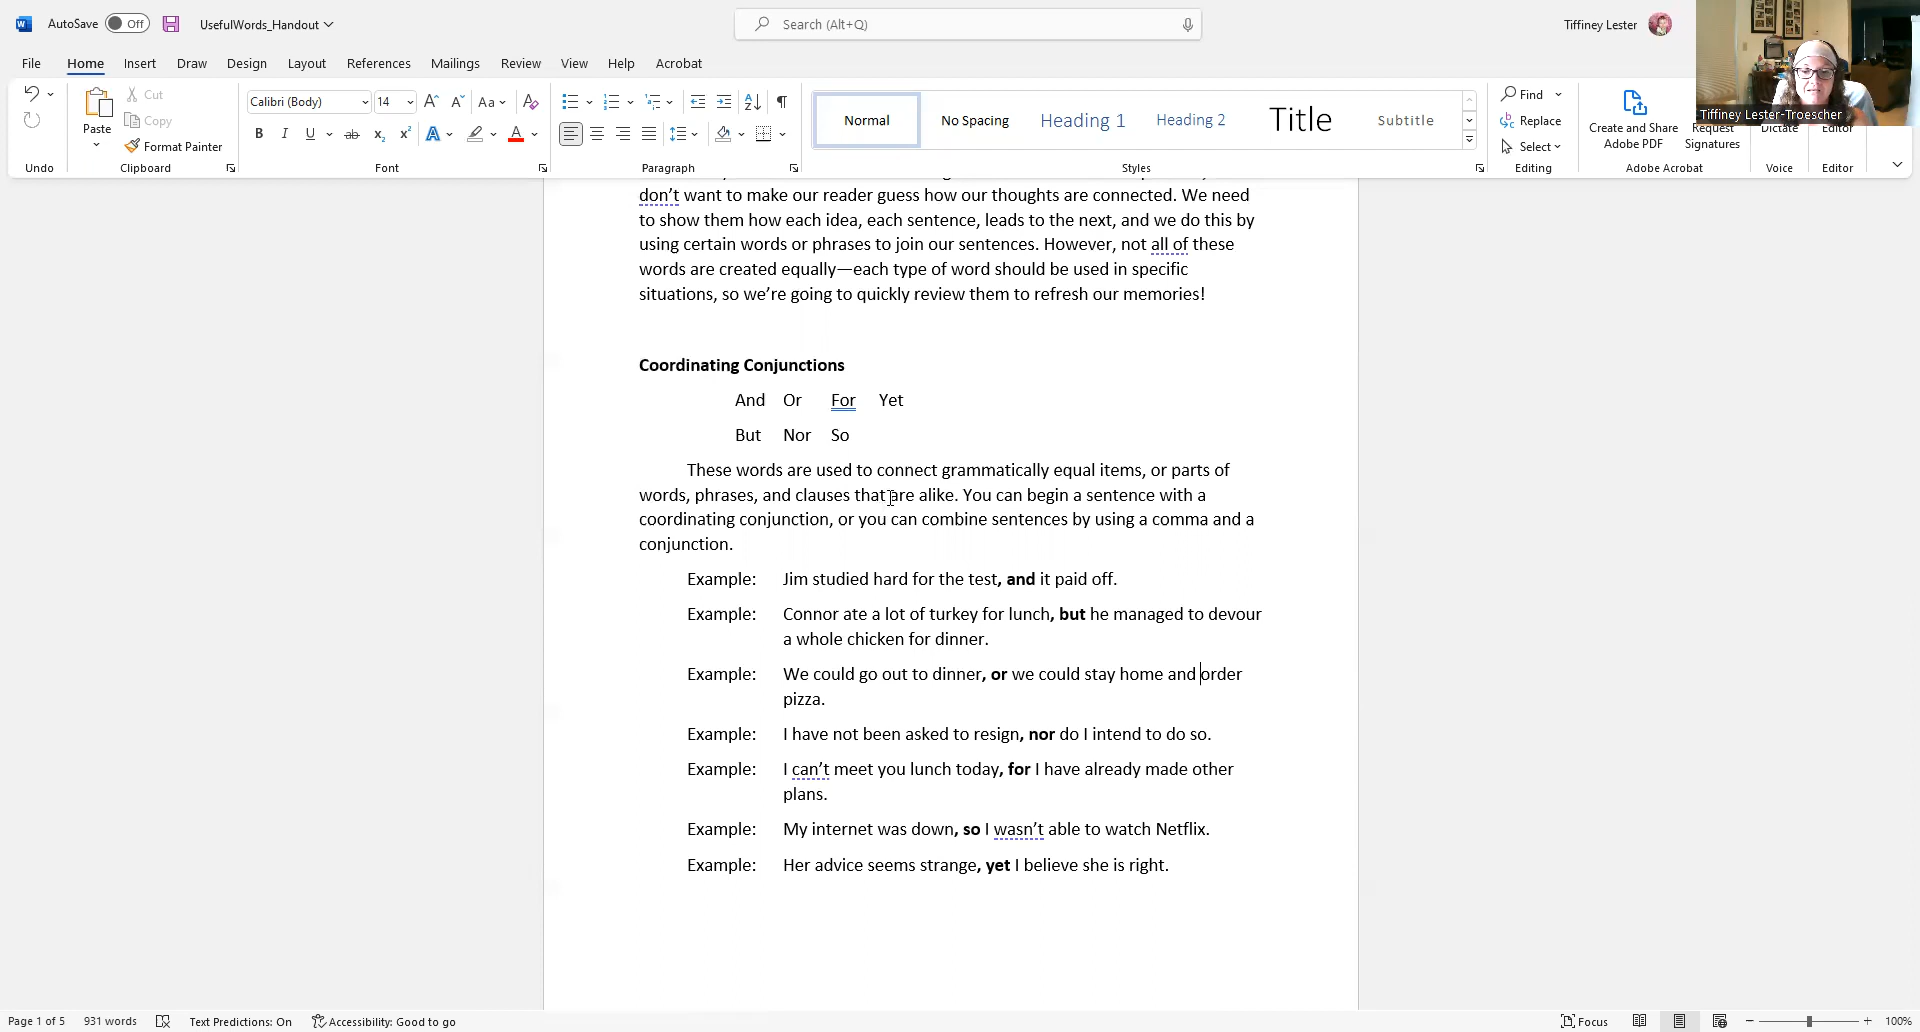 AutoSave Off UsefulWords_Handout Search (Alt+Q) Tiffiney Lester
File Home Insert Draw Design Layout References Mailings Review View Help Acrobat
Paste Cut Copy Format Painter
Calibri (Body) 14 Aa
B I U ab x₂ x² A A
Normal No Spacing Heading 1 Heading 2 Title Subtitle
Find Replace Select
Create and Share Adobe PDF Request Signatures Dictate Editor
Tiffiney Lester-Troescher
Undo Clipboard Font Paragraph Styles Editing Adobe Acrobat Voice Editor
don’t want to make our reader guess how our thoughts are connected. We need
to show them how each idea, each sentence, leads to the next, and we do this by
using certain words or phrases to join our sentences. However, not all of these
words are created equally—each type of word should be used in specific
situations, so we’re going to quickly review them to refresh our memories!
Coordinating Conjunctions
And Or For Yet
But Nor So
These words are used to connect grammatically equal items, or parts of
words, phrases, and clauses that are alike. You can begin a sentence with a
coordinating conjunction, or you can combine sentences by using a comma and a
conjunction.
Example: Jim studied hard for the test, and it paid off.
Example: Connor ate a lot of turkey for lunch, but he managed to devour
a whole chicken for dinner.
Example: We could go out to dinner, or we could stay home and order
pizza.
Example: I have not been asked to resign, nor do I intend to do so.
Example: I can’t meet you lunch today, for I have already made other
plans.
Example: My internet was down, so I wasn’t able to watch Netflix.
Example: Her advice seems strange, yet I believe she is right.
Page 1 of 5 931 words Text Predictions: On Accessibility: Good to go Focus 100%